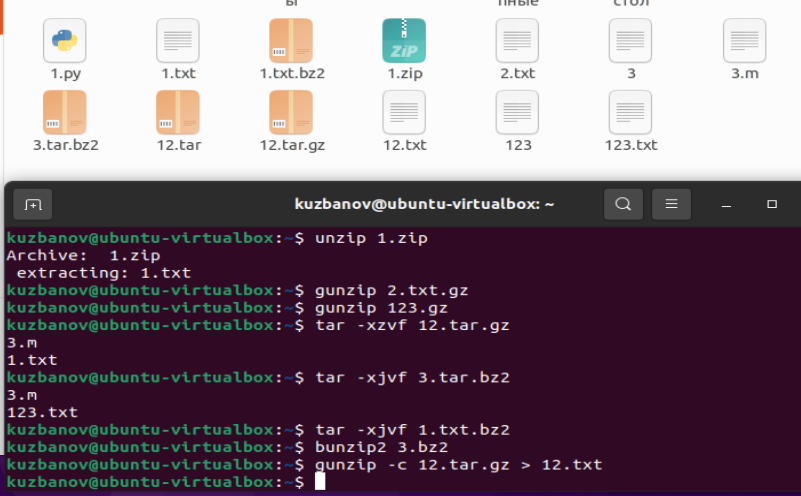 ы пные стол
1.py 1.txt 1.txt.bz2 1.zip 2.txt 3 3.m
ZIP
3.tar.bz2 12.tar 12.tar.gz 12.txt 123 123.txt
kuzbanov@ubuntu-virtualbox: ~
kuzbanov@ubuntu-virtualbox:~$ unzip 1.zip
Archive:  1.zip
 extracting: 1.txt
kuzbanov@ubuntu-virtualbox:~$ gunzip 2.txt.gz
kuzbanov@ubuntu-virtualbox:~$ gunzip 123.gz
kuzbanov@ubuntu-virtualbox:~$ tar -xzvf 12.tar.gz
3.m
1.txt
kuzbanov@ubuntu-virtualbox:~$ tar -xjvf 3.tar.bz2
3.m
123.txt
kuzbanov@ubuntu-virtualbox:~$ tar -xjvf 1.txt.bz2
kuzbanov@ubuntu-virtualbox:~$ bunzip2 3.bz2
kuzbanov@ubuntu-virtualbox:~$ gunzip -c 12.tar.gz > 12.txt
kuzbanov@ubuntu-virtualbox:~$